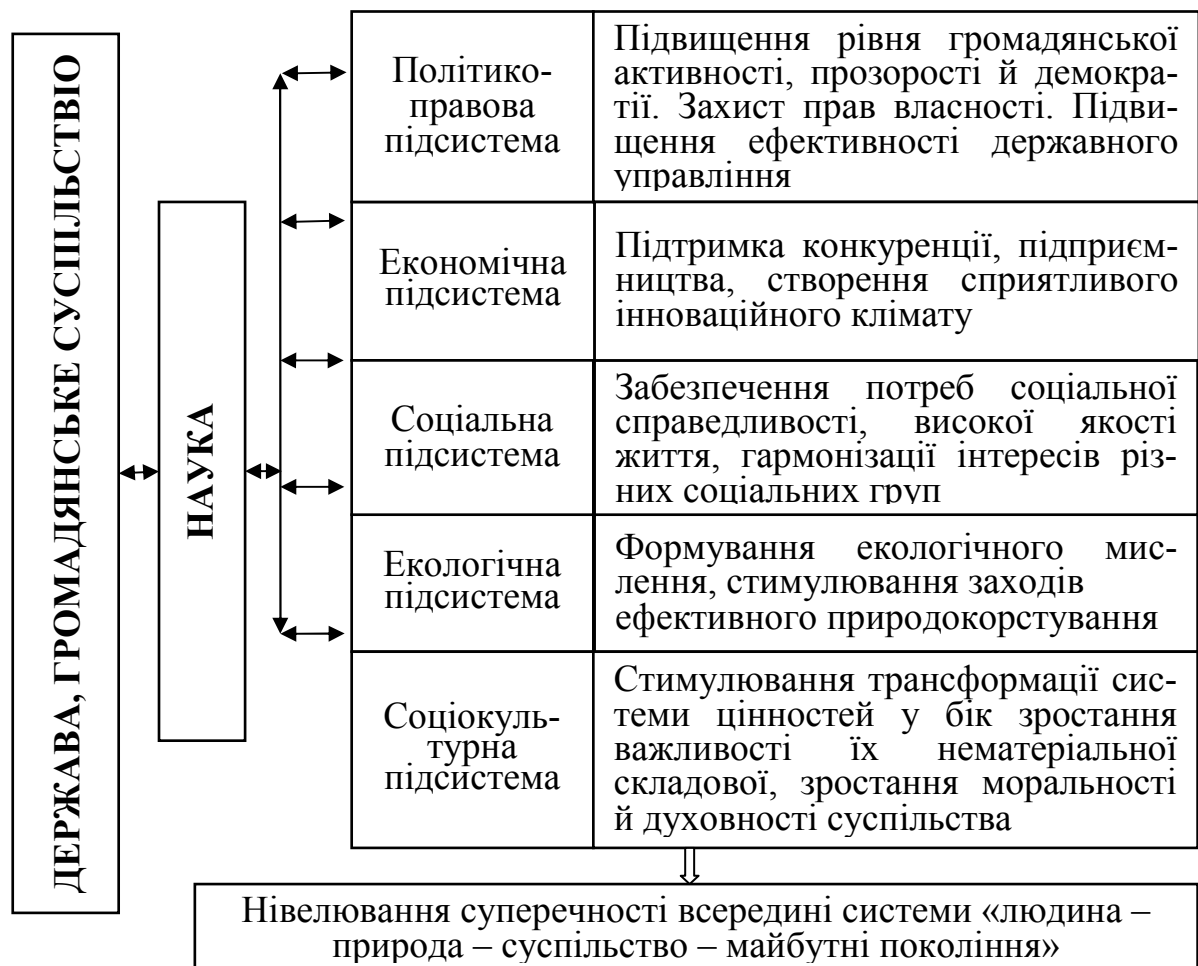 ДЕРЖАВА, ГРОМАДЯНСЬКЕ СУСПІЛЬСТВІО
НАУКА
Політико-
правова
підсистема
Підвищення рівня громадянської
активності, прозорості й демокра-
тії. Захист прав власності. Підви-
щення ефективності державного
управління
Економічна
підсистема
Підтримка конкуренції, підприєм-
ництва, створення сприятливого
інноваційного клімату
Соціальна
підсистема
Забезпечення потреб соціальної
справедливості, високої якості
життя, гармонізації інтересів різ-
них соціальних груп
Екологічна
підсистема
Формування екологічного мис-
лення, стимулювання заходів
ефективного природокорстування
Соціокуль-
турна
підсистема
Стимулювання трансформації сис-
теми цінностей у бік зростання
важливості їх нематеріальної
складової, зростання моральності
й духовності суспільства
Нівелювання суперечності всередині системи «людина –
природа – суспільство – майбутні покоління»